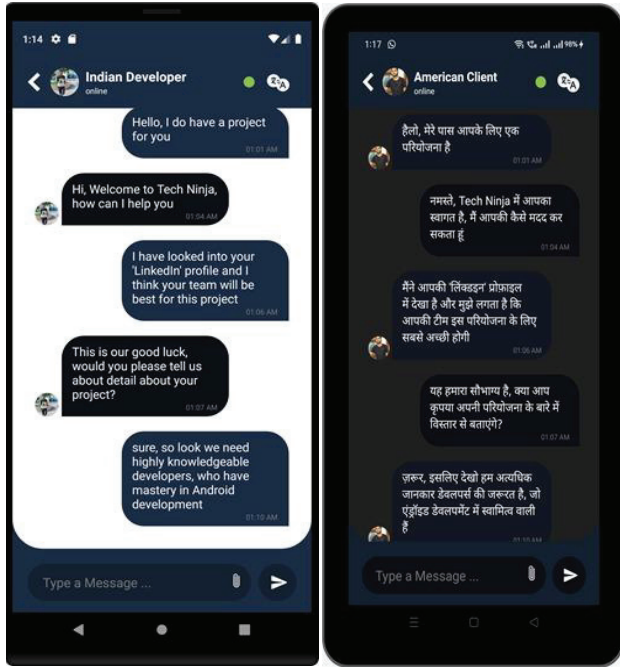 1:14
Indian Developer
online
Hello, I do have a project
for you
01:01 AM
Hi, Welcome to Tech Ninja,
how can I help you
01:04 AM
I have looked into your
'LinkedIn' profile and I
think your team will be
best for this project
01:06 AM
This is our good luck,
would you please tell us
about detail about your
project?
01:07 AM
sure, so look we need
highly knowledgeable
developers, who have
mastery in Android
development
01:10 AM
Type a Message ...
1:17
98%
American Client
online
हैलो, मेरे पास आपके लिए एक
परियोजना है
01:01 AM
नमस्ते, Tech Ninja में आपका
स्वागत है, मैं आपकी कैसे मदद कर
सकता हूं
01:04 AM
मैंने आपकी 'लिंक्डइन' प्रोफ़ाइल
में देखा है और मुझे लगता है कि
आपकी टीम इस परियोजना के लिए
सबसे अच्छी होगी
01:06 AM
यह हमारा सौभाग्य है, क्या आप
कृपया अपनी परियोजना के बारे में
विस्तार से बताएंगे?
01:07 AM
ज़रूर, इसलिए देखो हम अत्यधिक
जानकार डेवलपर्स की जरूरत है, जो
एंड्रॉइड डेवलपमेंट में स्वामित्व वाली
हैं
01:10 AM
Type a Message ...